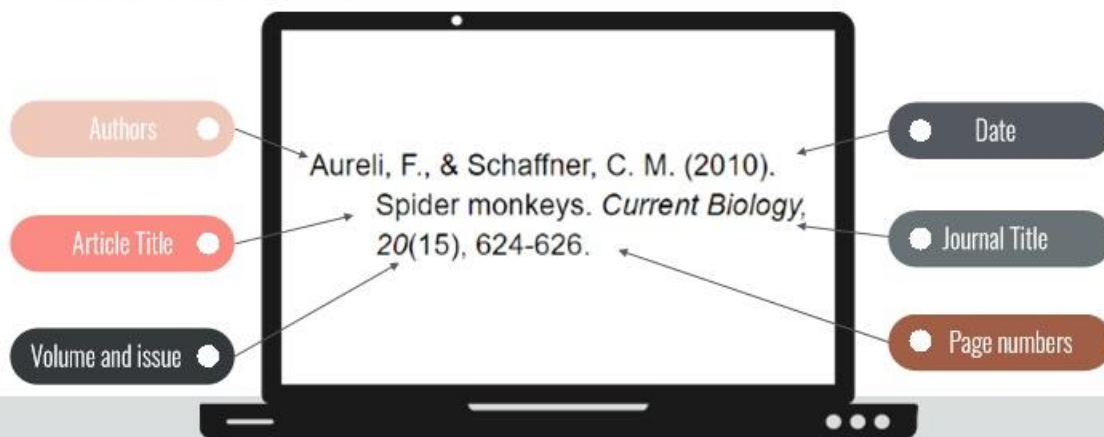 Authors
Article Title
Volume and issue
Aureli, F., & Schaffner, C. M. (2010).
Spider monkeys. Current Biology,
20(15), 624-626.
Date
Journal Title
Page numbers